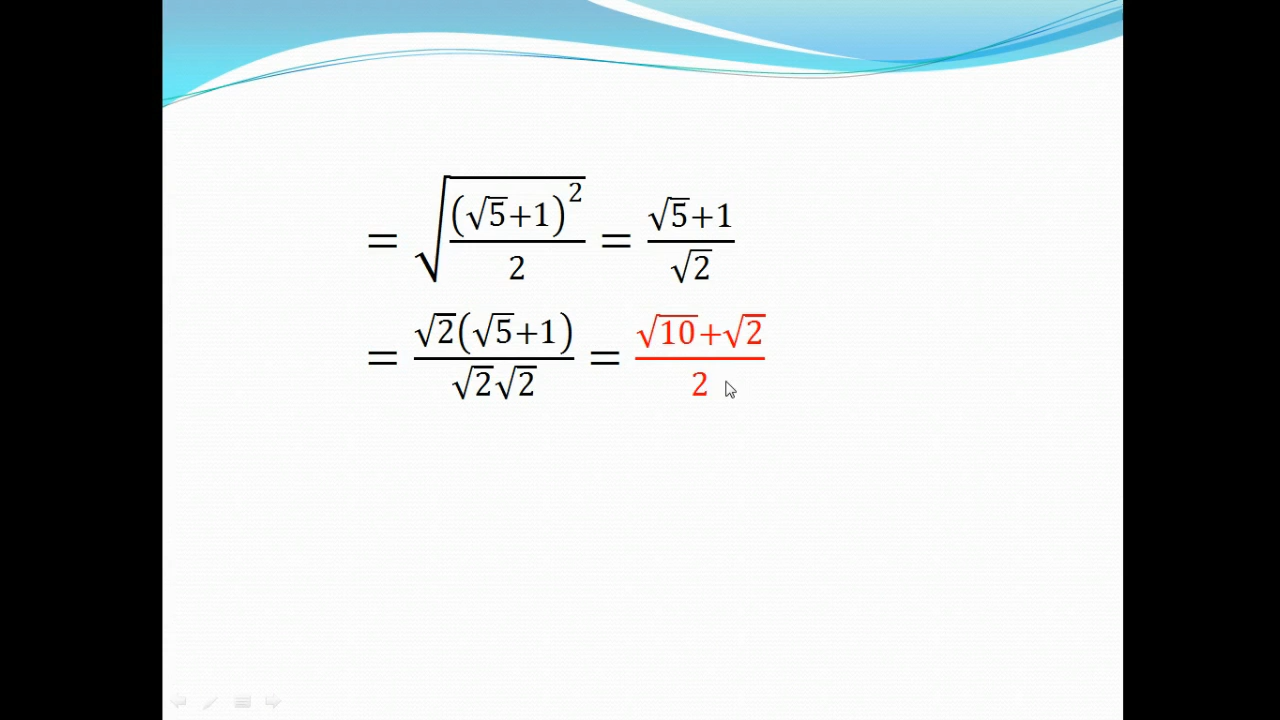 = √((√5+1)²/2) = (√5+1)/√2
= √2(√5+1)/(√2√2) = (√10+√2)/2